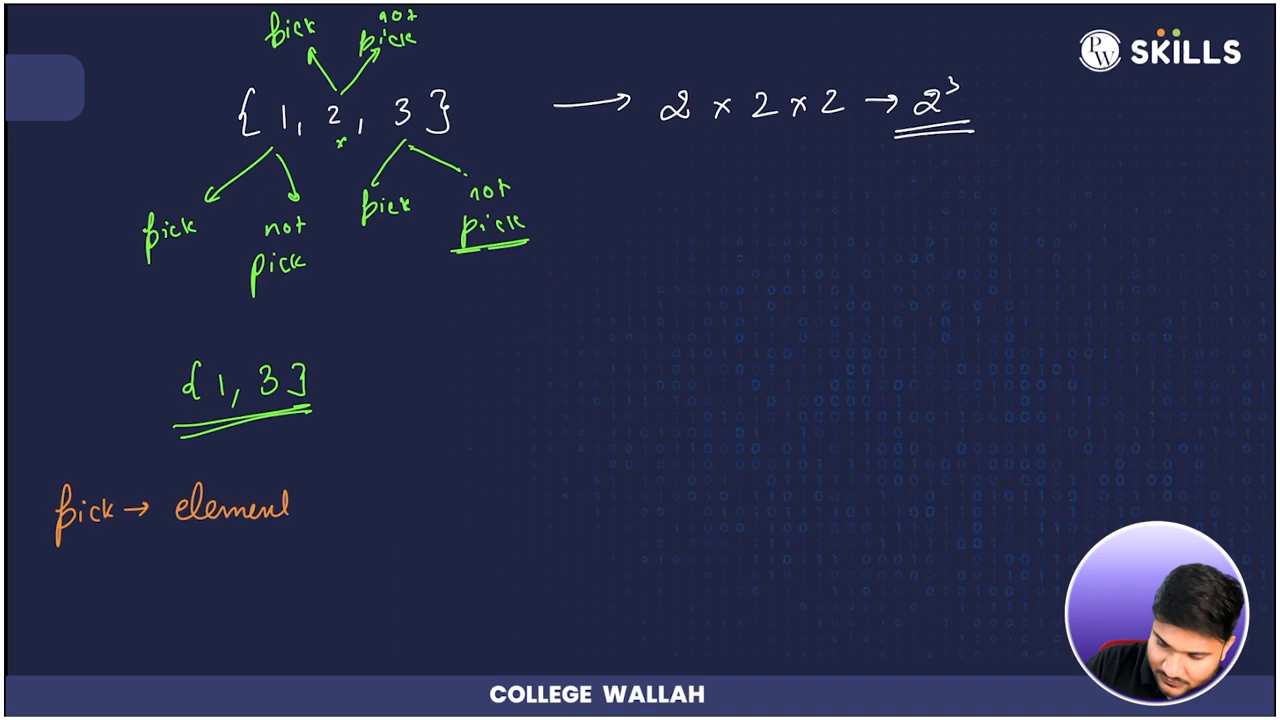 pick not pick
{ 1, 2, 3 } → 2 × 2 × 2 → 2³
x
pick not pick pick not pick
{ 1, 3 }
pick → element
PW SKILLS
COLLEGE WALLAH